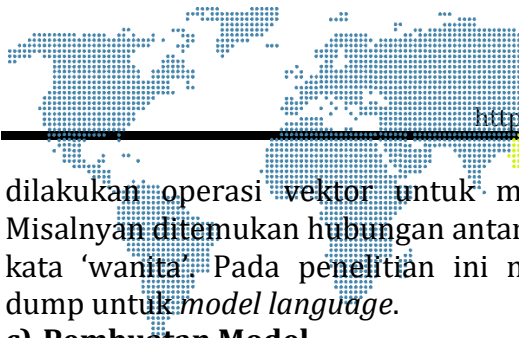 http
dilakukan operasi vektor untuk m
Misalnyan ditemukan hubungan antar
kata ‘wanita’. Pada penelitian ini m
dump untuk model language.
c) Pembuatan Model